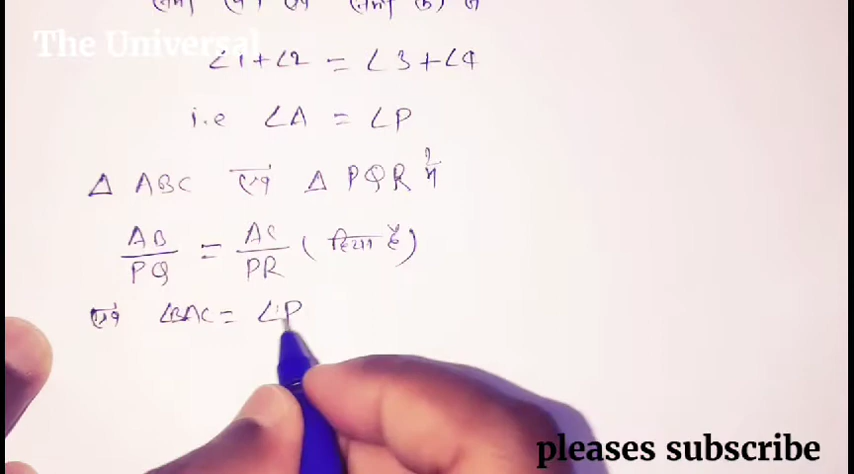 The Universal
∠1+∠2 = ∠3+∠4
i.e ∠A = ∠P
Δ ABC एवं Δ PQR में
AB/PQ = AC/PR (दिया है)
एवं ∠BAC = ∠P
pleases subscribe